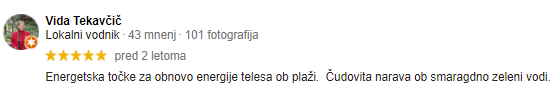 Vida Tekavčič
Lokalni vodnik · 43 mnenj · 101 fotografija
pred 2 letoma
Energetska točke za obnovo energije telesa ob plaži.  Čudovita narava ob smaragdno zeleni vodi.